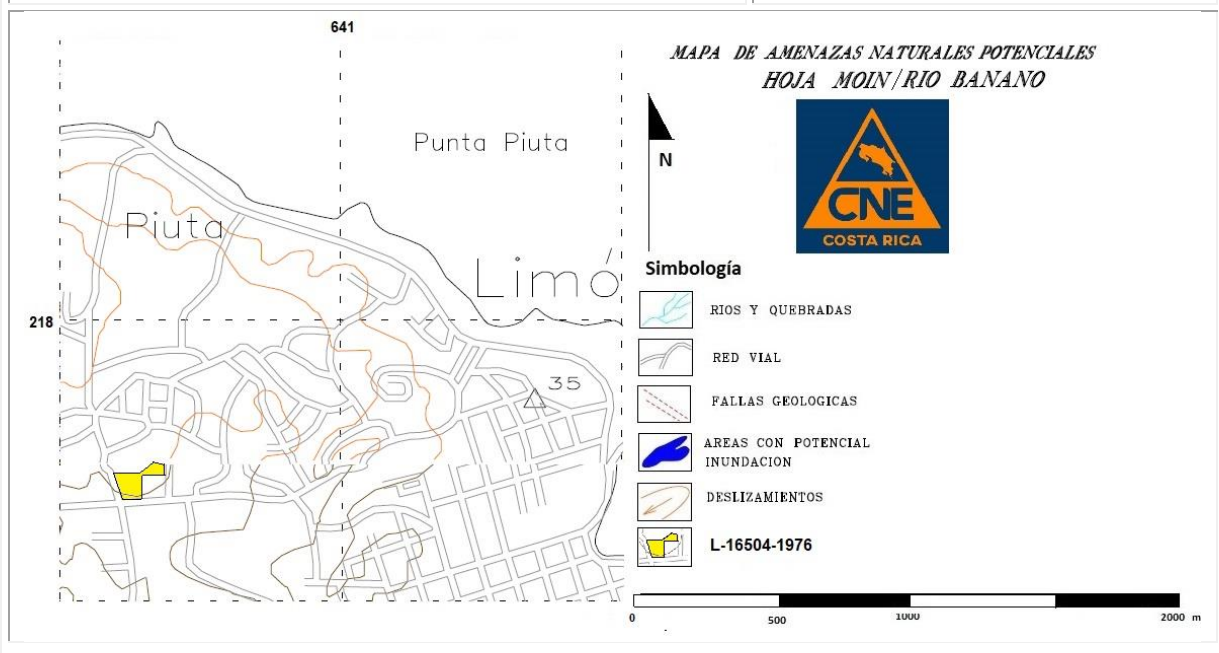 641
MAPA DE AMENAZAS NATURALES POTENCIALES
HOJA MOIN/RIO BANANO
Punta Piuta
N
CNE
COSTA RICA
Piuta
Limó
Simbología
218
RIOS Y QUEBRADAS
RED VIAL
35
FALLAS GEOLOGICAS
AREAS CON POTENCIAL
INUNDACION
DESLIZAMIENTOS
L-16504-1976
0 500 1000 2000 m